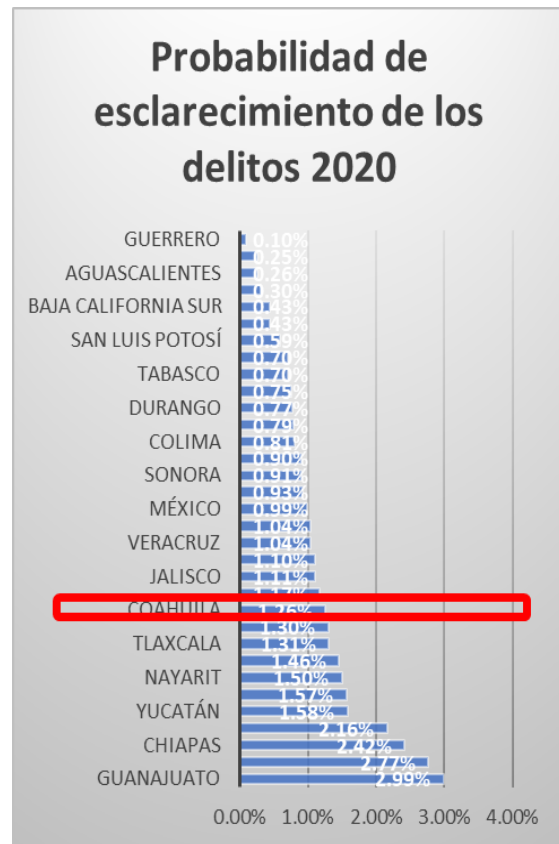 Probabilidad de
esclarecimiento de los
delitos 2020
GUERRERO 0.10%
0.25%
AGUASCALIENTES 0.26%
0.30%
BAJA CALIFORNIA SUR 0.43%
0.43%
SAN LUIS POTOSÍ 0.59%
0.70%
TABASCO 0.70%
0.75%
DURANGO 0.77%
0.79%
COLIMA 0.81%
0.90%
SONORA 0.91%
0.93%
MÉXICO 0.99%
1.04%
VERACRUZ 1.04%
1.10%
JALISCO 1.11%
1.17%
COAHUILA 1.26%
1.30%
TLAXCALA 1.31%
1.46%
NAYARIT 1.50%
1.57%
YUCATÁN 1.58%
2.16%
CHIAPAS 2.42%
2.77%
GUANAJUATO 2.99%
0.00% 1.00% 2.00% 3.00% 4.00%